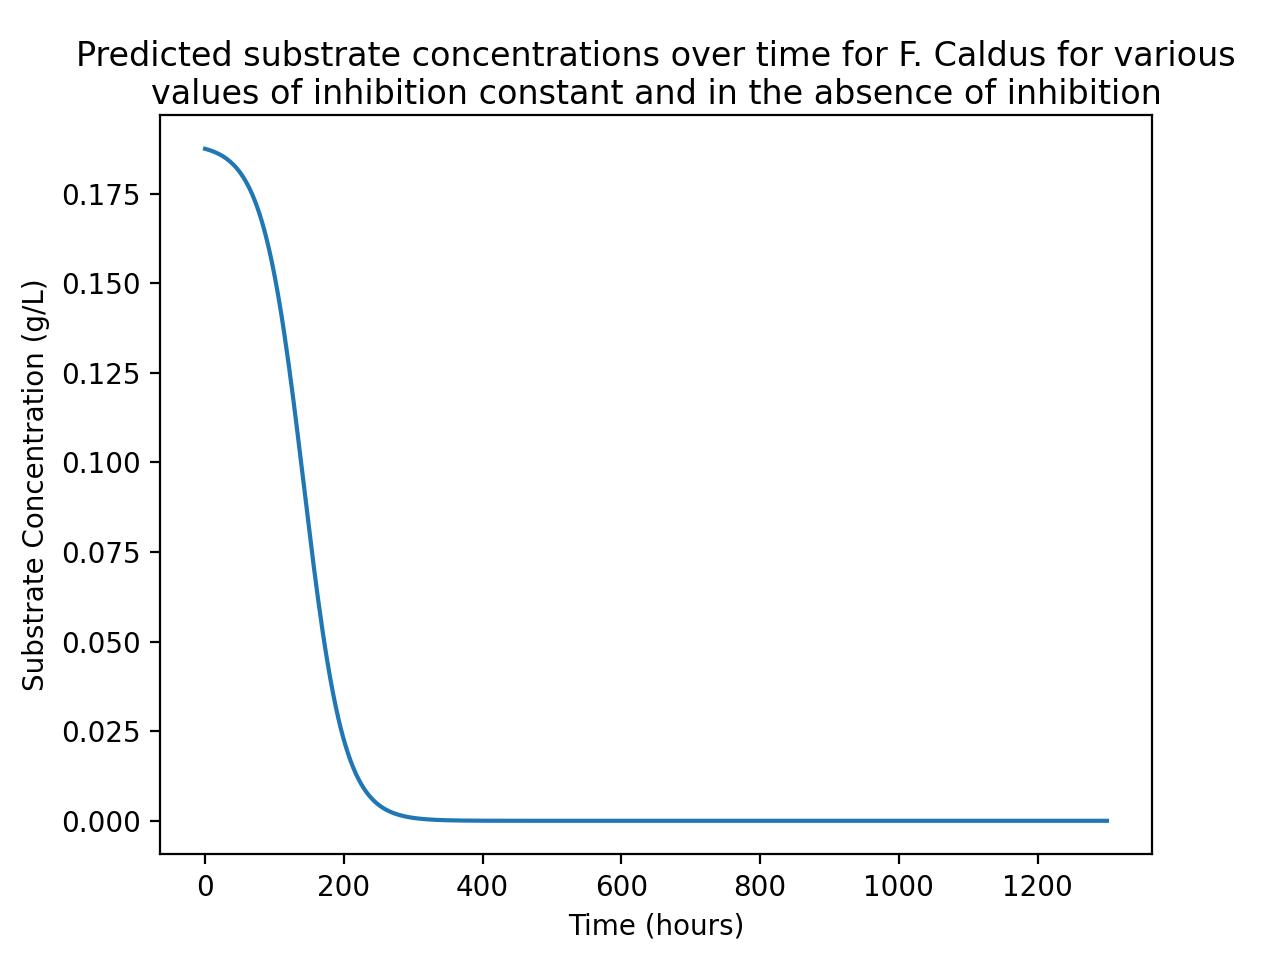 Predicted substrate concentrations over time for F. Caldus for various
values of inhibition constant and in the absence of inhibition
Substrate Concentration (g/L)
0.175
0.150
0.125
0.100
0.075
0.050
0.025
0.000
0 200 400 600 800 1000 1200
Time (hours)